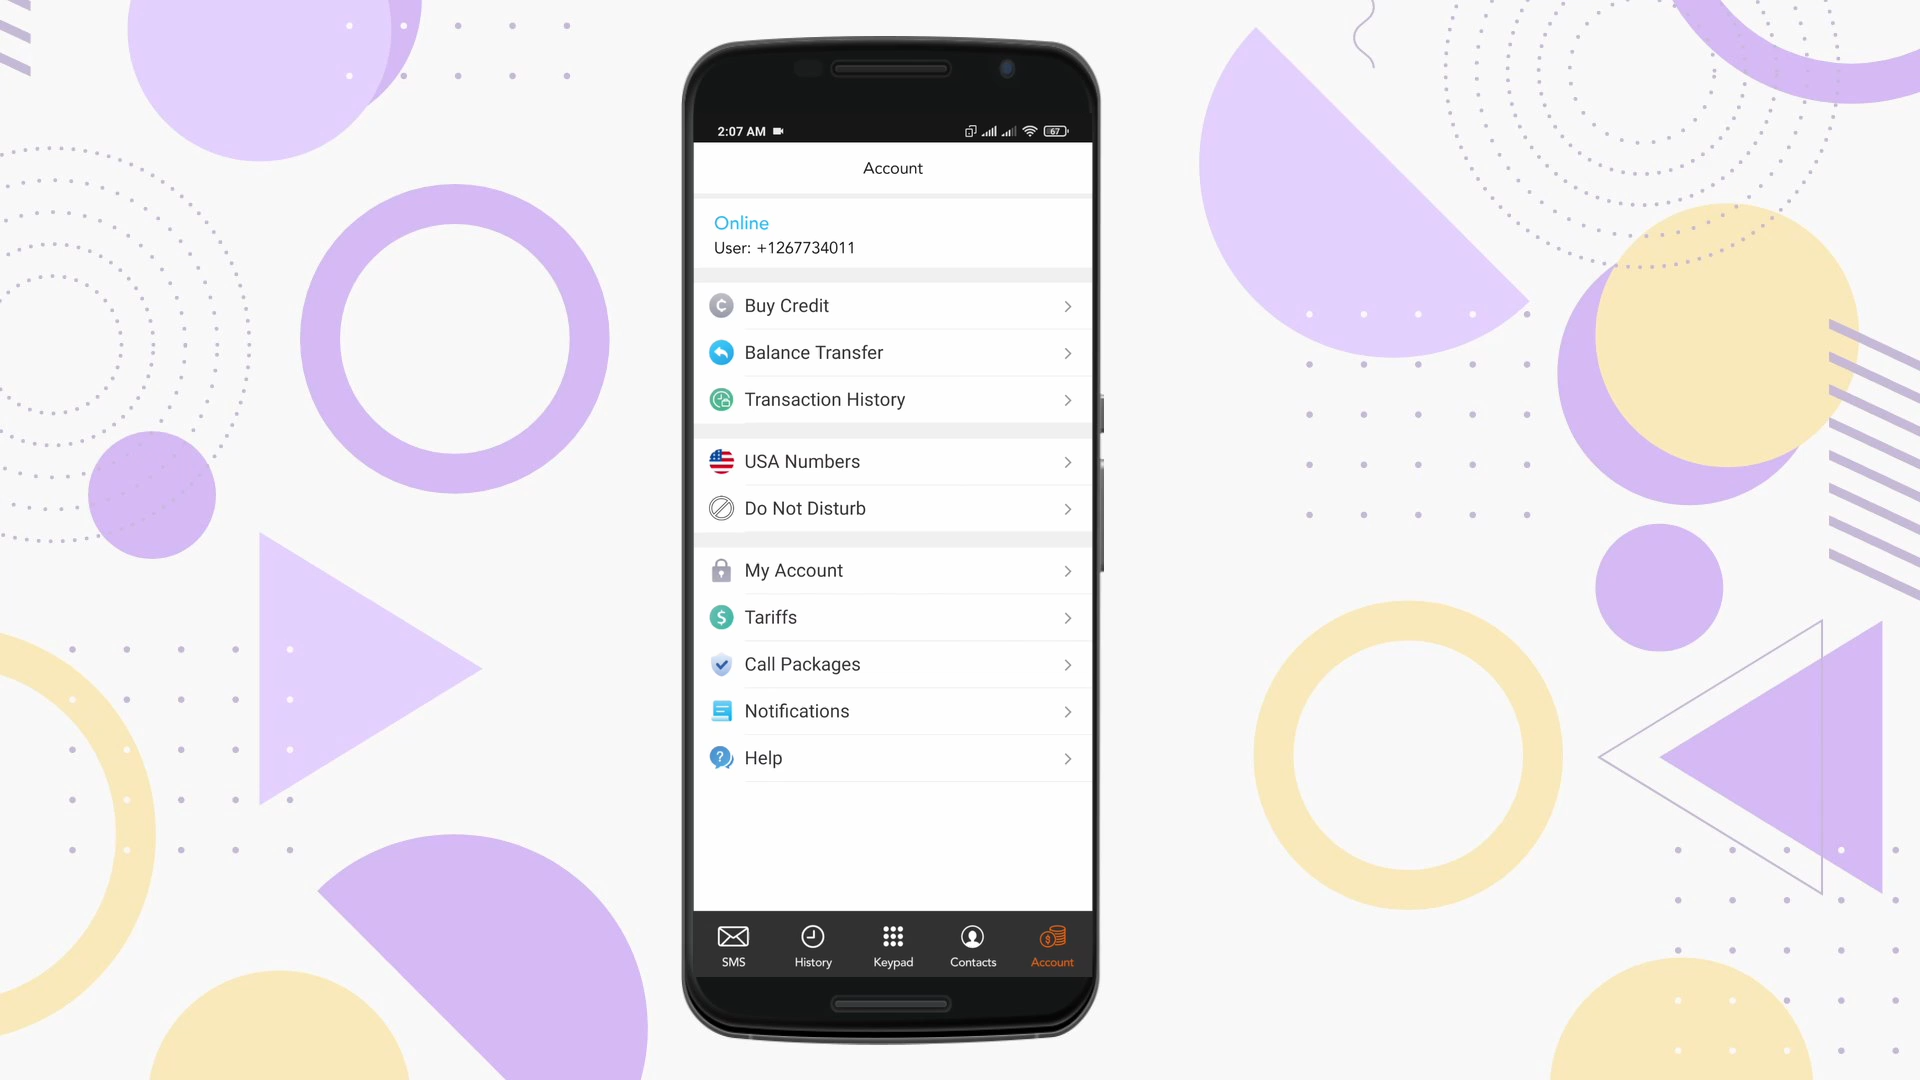 2:07 AM
67
Account
Online
User: +1267734011
Buy Credit
Balance Transfer
Transaction History
USA Numbers
Do Not Disturb
My Account
Tariffs
Call Packages
Notifications
Help
SMS
History
Keypad
Contacts
Account